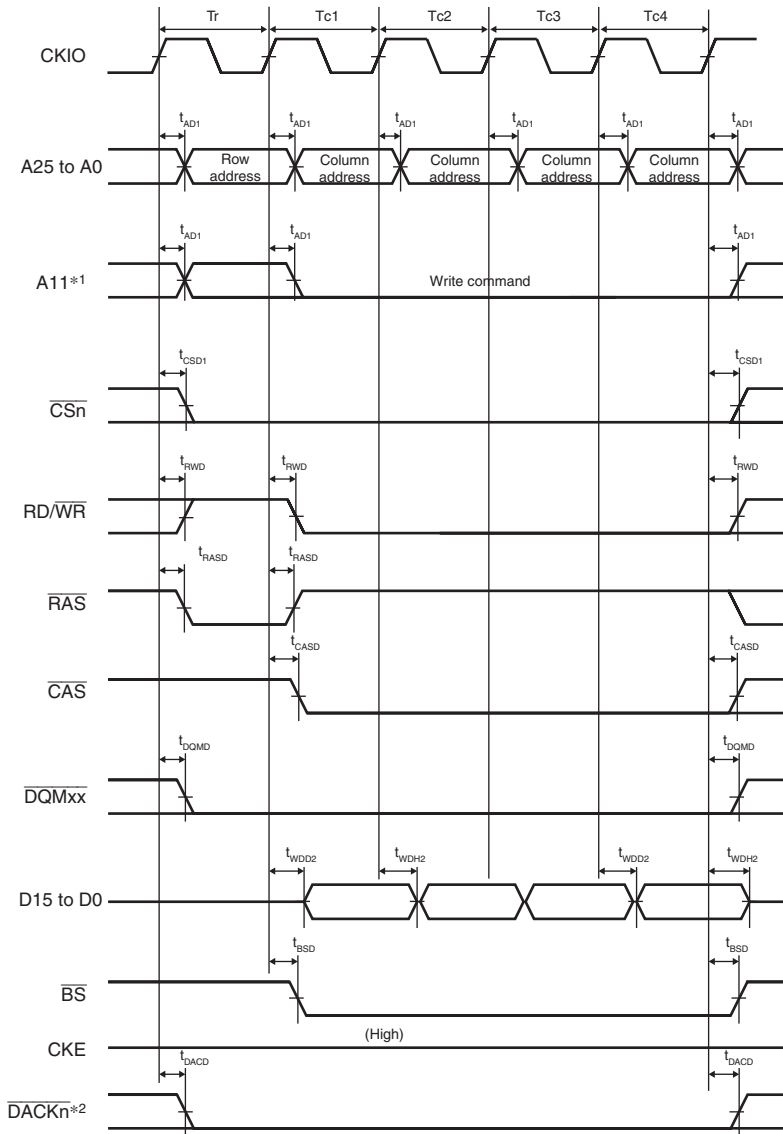 Tr Tc1 Tc2 Tc3 Tc4
CKIO
tAD1 tAD1 tAD1 tAD1 tAD1 tAD1
A25 to A0
Row address
Column address
Column address
Column address
Column address
tAD1 tAD1 tAD1
A11*1
Write command
tCSD1 tCSD1
CSn
tRWD tRWD tRWD
RD/WR
tRASD tRASD
RAS
tCASD tCASD
CAS
tDQMD tDQMD
DQMxx
tWDD2 tWDH2 tWDD2 tWDH2
D15 to D0
tBSD tBSD
BS
(High)
CKE
tDACD tDACD
DACKn*2